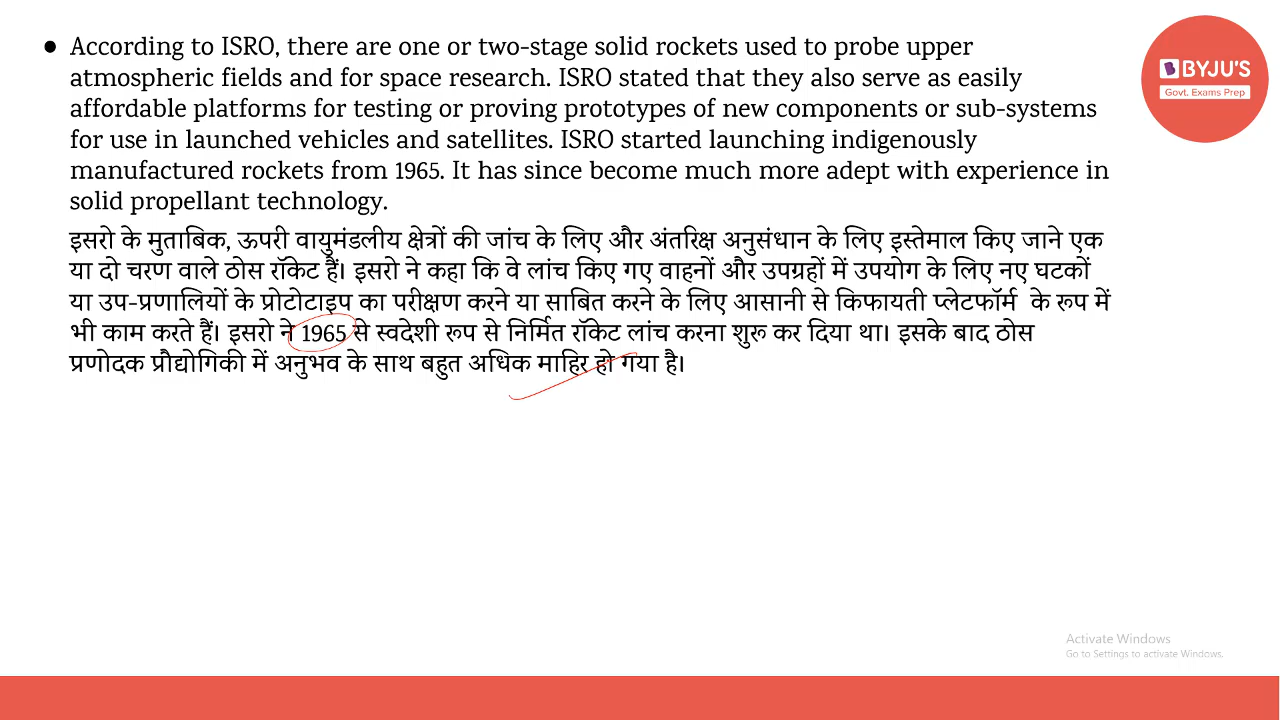 ● According to ISRO, there are one or two-stage solid rockets used to probe upper
atmospheric fields and for space research. ISRO stated that they also serve as easily
affordable platforms for testing or proving prototypes of new components or sub-systems
for use in launched vehicles and satellites. ISRO started launching indigenously
manufactured rockets from 1965. It has since become much more adept with experience in
solid propellant technology.
इसरो के मुताबिक, ऊपरी वायुमंडलीय क्षेत्रों की जांच के लिए और अंतरिक्ष अनुसंधान के लिए इस्तेमाल किए जाने एक
या दो चरण वाले ठोस रॉकेट हैं। इसरो ने कहा कि वे लांच किए गए वाहनों और उपग्रहों में उपयोग के लिए नए घटकों
या उप-प्रणालियों के प्रोटोटाइप का परीक्षण करने या साबित करने के लिए आसानी से किफायती प्लेटफॉर्म के रूप में
भी काम करते हैं। इसरो ने 1965 से स्वदेशी रूप से निर्मित रॉकेट लांच करना शुरू कर दिया था। इसके बाद ठोस
प्रणोदक प्रौद्योगिकी में अनुभव के साथ बहुत अधिक माहिर हो गया है।
BYJU'S
Govt. Exams Prep
Activate Windows
Go to Settings to activate Windows.